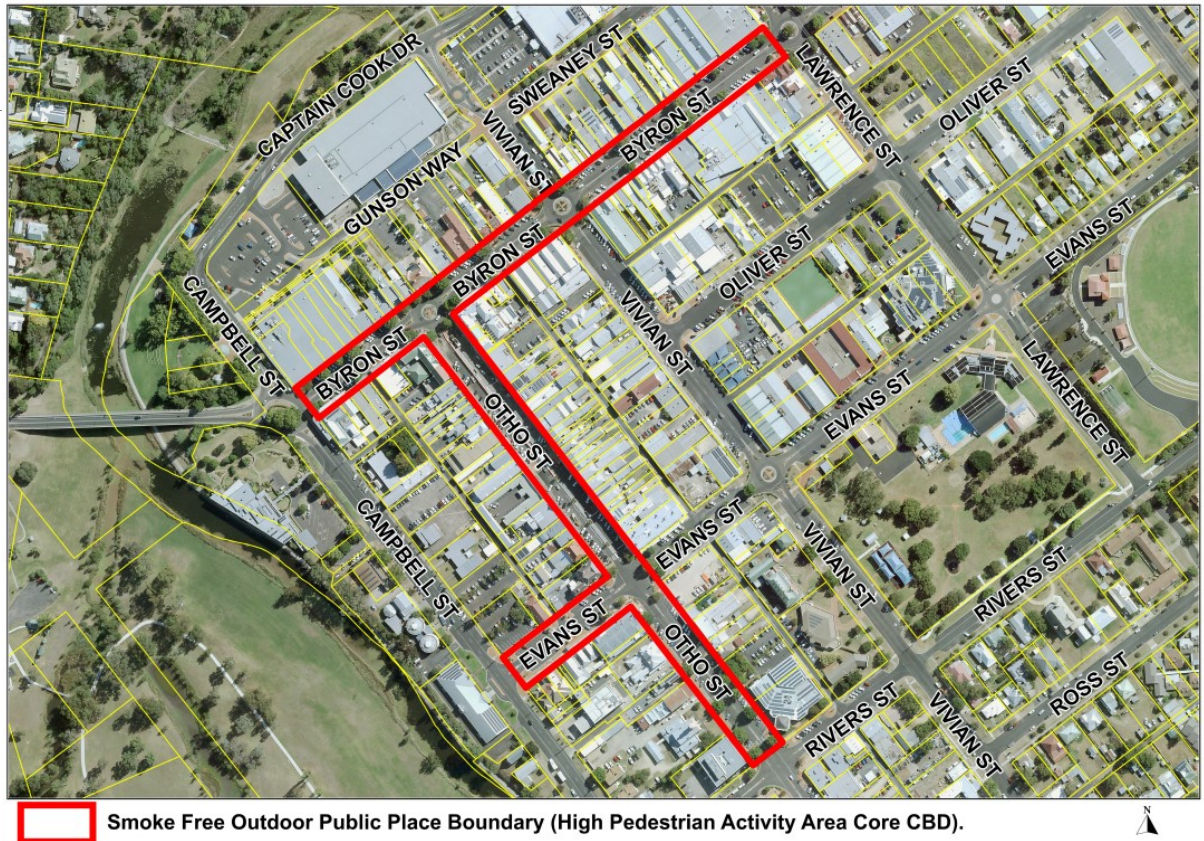 SWEANEY ST
CAPTAIN COOK DR
LAWRENCE ST
OLIVER ST
BYRON ST
VIVIAN ST
GUNSON WAY
EVANS ST
BYRON ST
OLIVER ST
CAMPBELL ST
VIVIAN ST
BYRON ST
LAWRENCE ST
EVANS ST
OTHO ST
EVANS ST
CAMPBELL ST
VIVIAN ST
RIVERS ST
EVANS ST
OTHO ST
ROSS ST
RIVERS ST
VIVIAN ST
Smoke Free Outdoor Public Place Boundary (High Pedestrian Activity Area Core CBD).
N